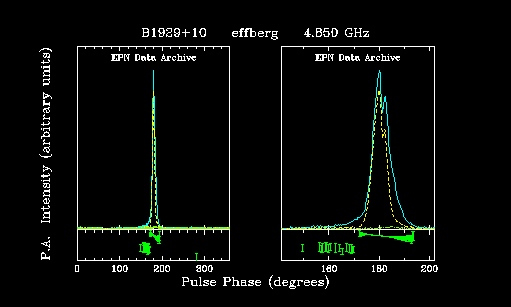 B1929+10 effberg 4.850 GHz
EPN Data Archive EPN Data Archive
P.A. Intensity (arbitrary units)
0 100 200 300 160 180 200
Pulse Phase (degrees)